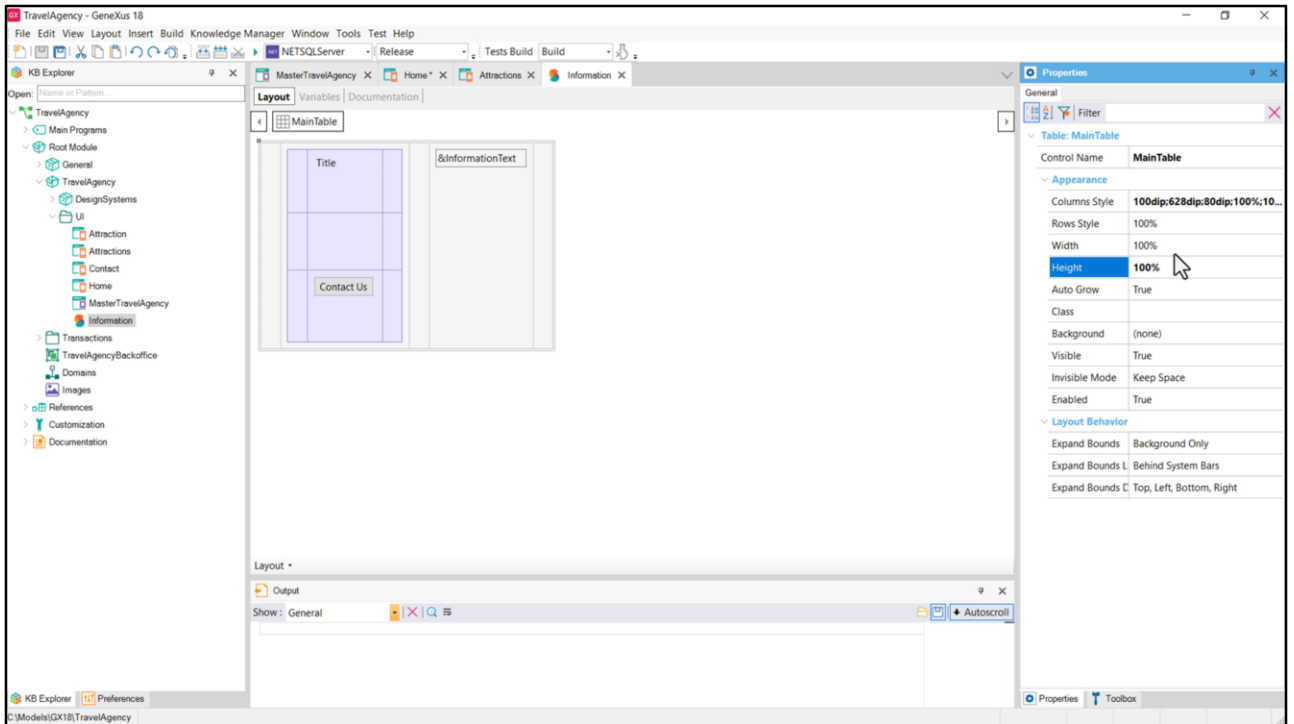 TravelAgency - GeneXus 18
File Edit View Layout Insert Build Knowledge Manager Window Tools Test Help
NETSQLServer Release Tests Build Build
KB Explorer
Open: Name or Pattern ...
TravelAgency
Main Programs
Root Module
General
TravelAgency
DesignSystems
UI
Attraction
Attractions
Contact
Home
MasterTravelAgency
Information
Transactions
TravelAgencyBackoffice
Domains
Images
References
Customization
Documentation
KB Explorer Preferences
MasterTravelAgency Home* Attractions Information
Layout Variables Documentation
MainTable
Title
&InformationText
Contact Us
Layout
Output
Show: General
Autoscroll
Properties
General
Filter
Table: MainTable
Control Name MainTable
Appearance
Columns Style 100dip;628dip;80dip;100%;10...
Rows Style 100%
Width 100%
Height 100%
Auto Grow True
Class
Background (none)
Visible True
Invisible Mode Keep Space
Enabled True
Layout Behavior
Expand Bounds Background Only
Expand Bounds L Behind System Bars
Expand Bounds D Top, Left, Bottom, Right
Properties Toolbox
C:\Models\GX18\TravelAgency